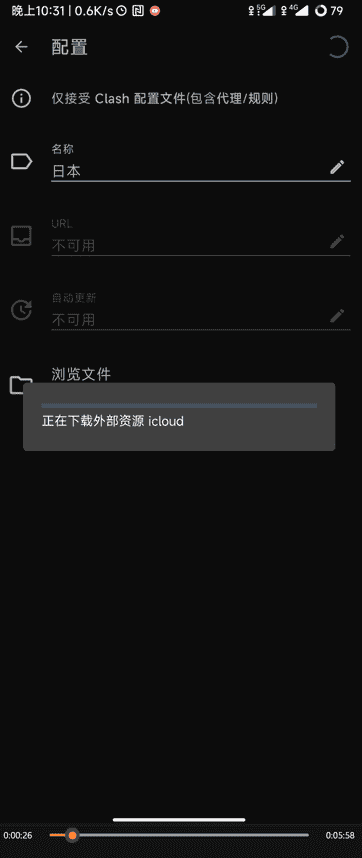 晚上10:31 | 0.6K/s
5G
4G
79
配置
仅接受 Clash 配置文件(包含代理/规则)
名称
日本
URL
不可用
自动更新
不可用
浏览文件
正在下载外部资源 icloud
0:00:26
0:05:58